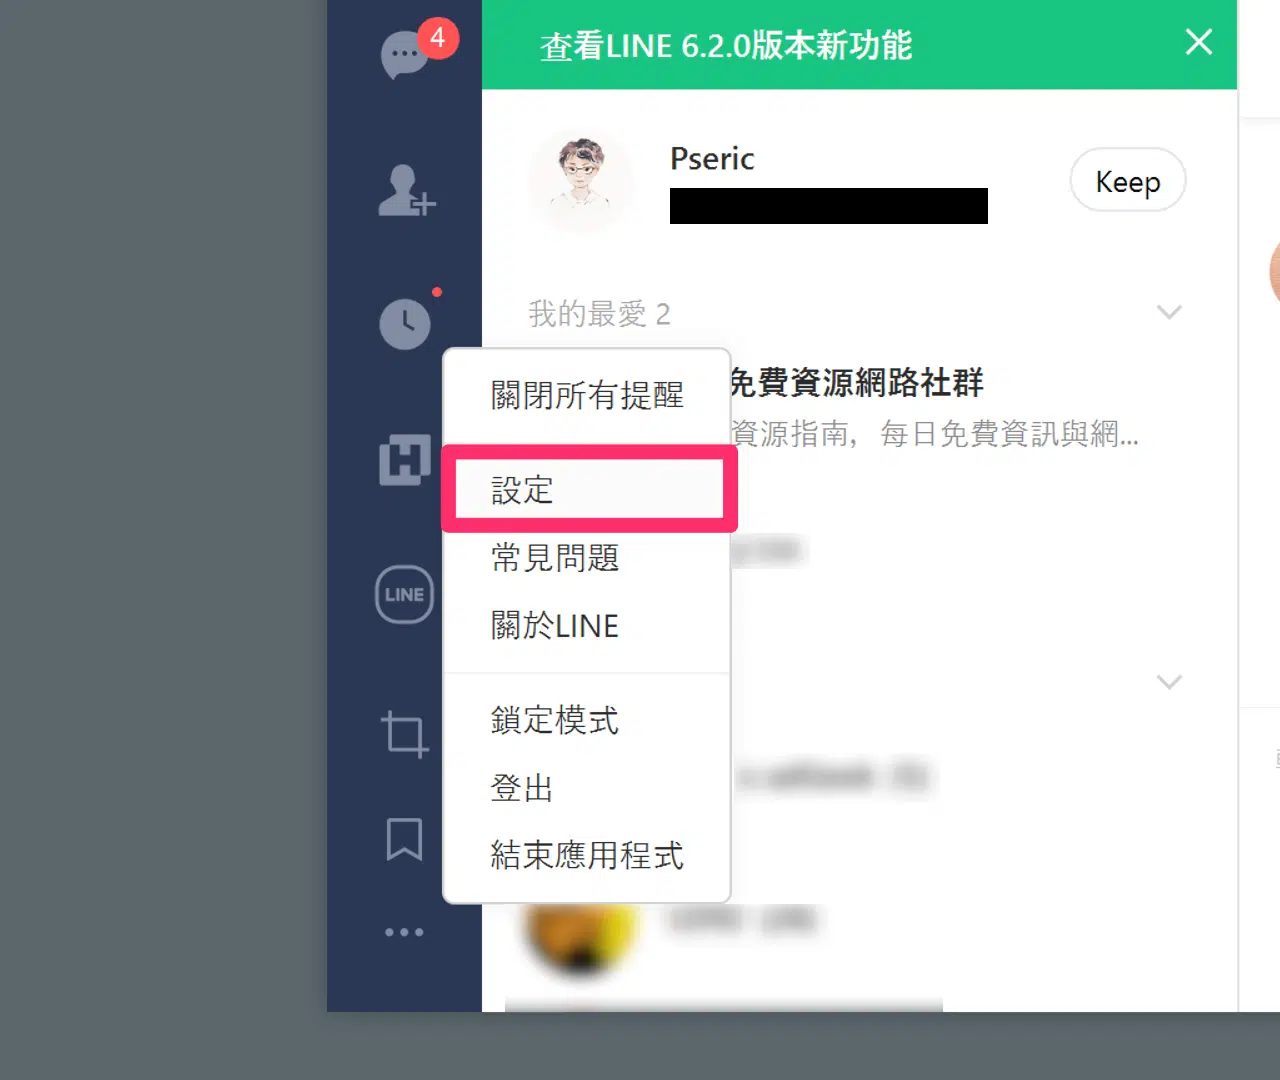 4
查看LINE 6.2.0版本新功能
Pseric
Keep
我的最愛 2
免費資源網路社群
資源指南，每日免費資訊與網...
LINE
關閉所有提醒
設定
常見問題
關於LINE
鎖定模式
登出
結束應用程式